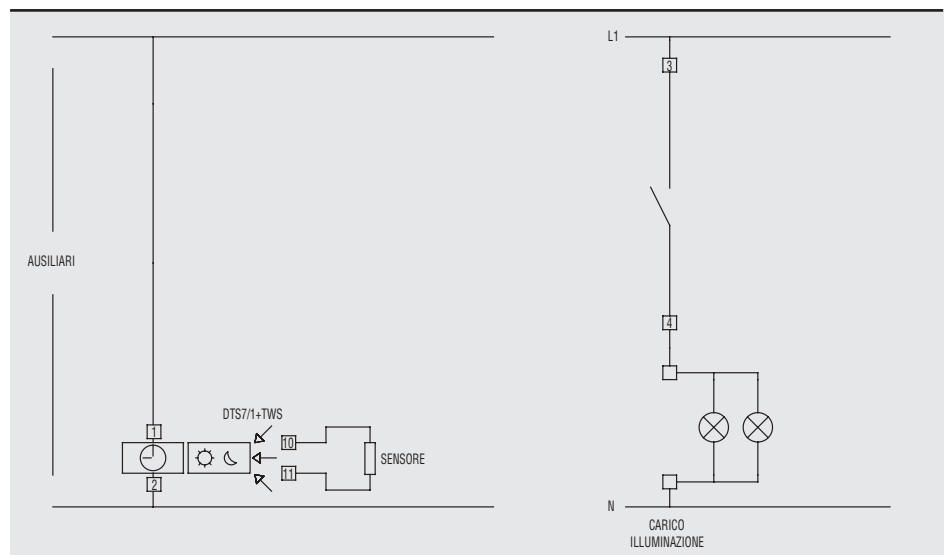 L1
3
AUSILIARI
4
DTS7/1+TWS
1
10
SENSORE
11
2
N
CARICO
ILLUMINAZIONE